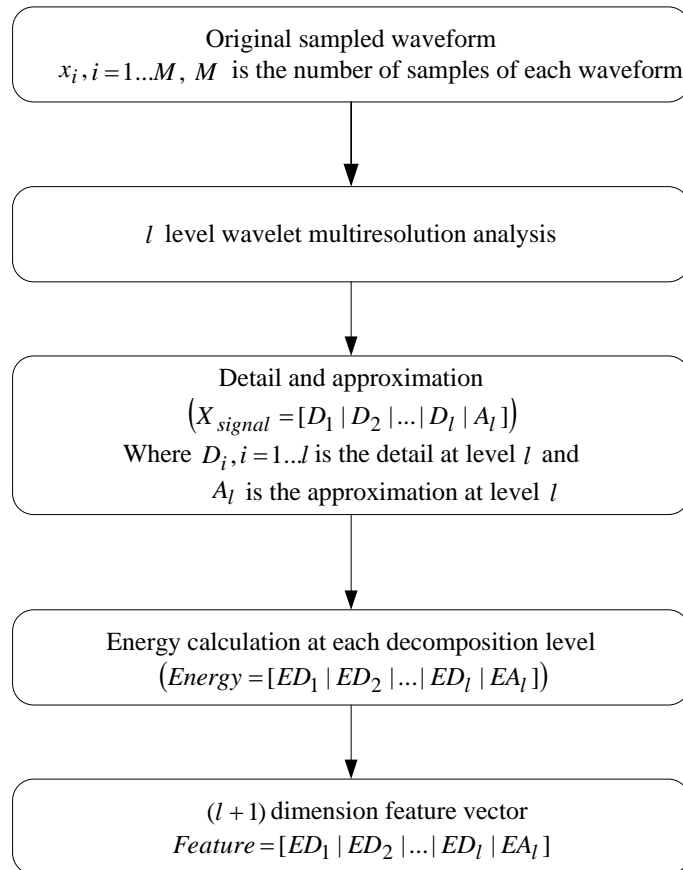 Original sampled waveform
x_i, i = 1...M, M is the number of samples of each waveform
l level wavelet multiresolution analysis
Detail and approximation
(X_signal = [D_1 | D_2 | ... | D_l | A_l])
Where D_i, i = 1...l is the detail at level l and
A_l is the approximation at level l
Energy calculation at each decomposition level
(Energy = [ED_1 | ED_2 | ... | ED_l | EA_l])
(l + 1) dimension feature vector
Feature = [ED_1 | ED_2 | ... | ED_l | EA_l]